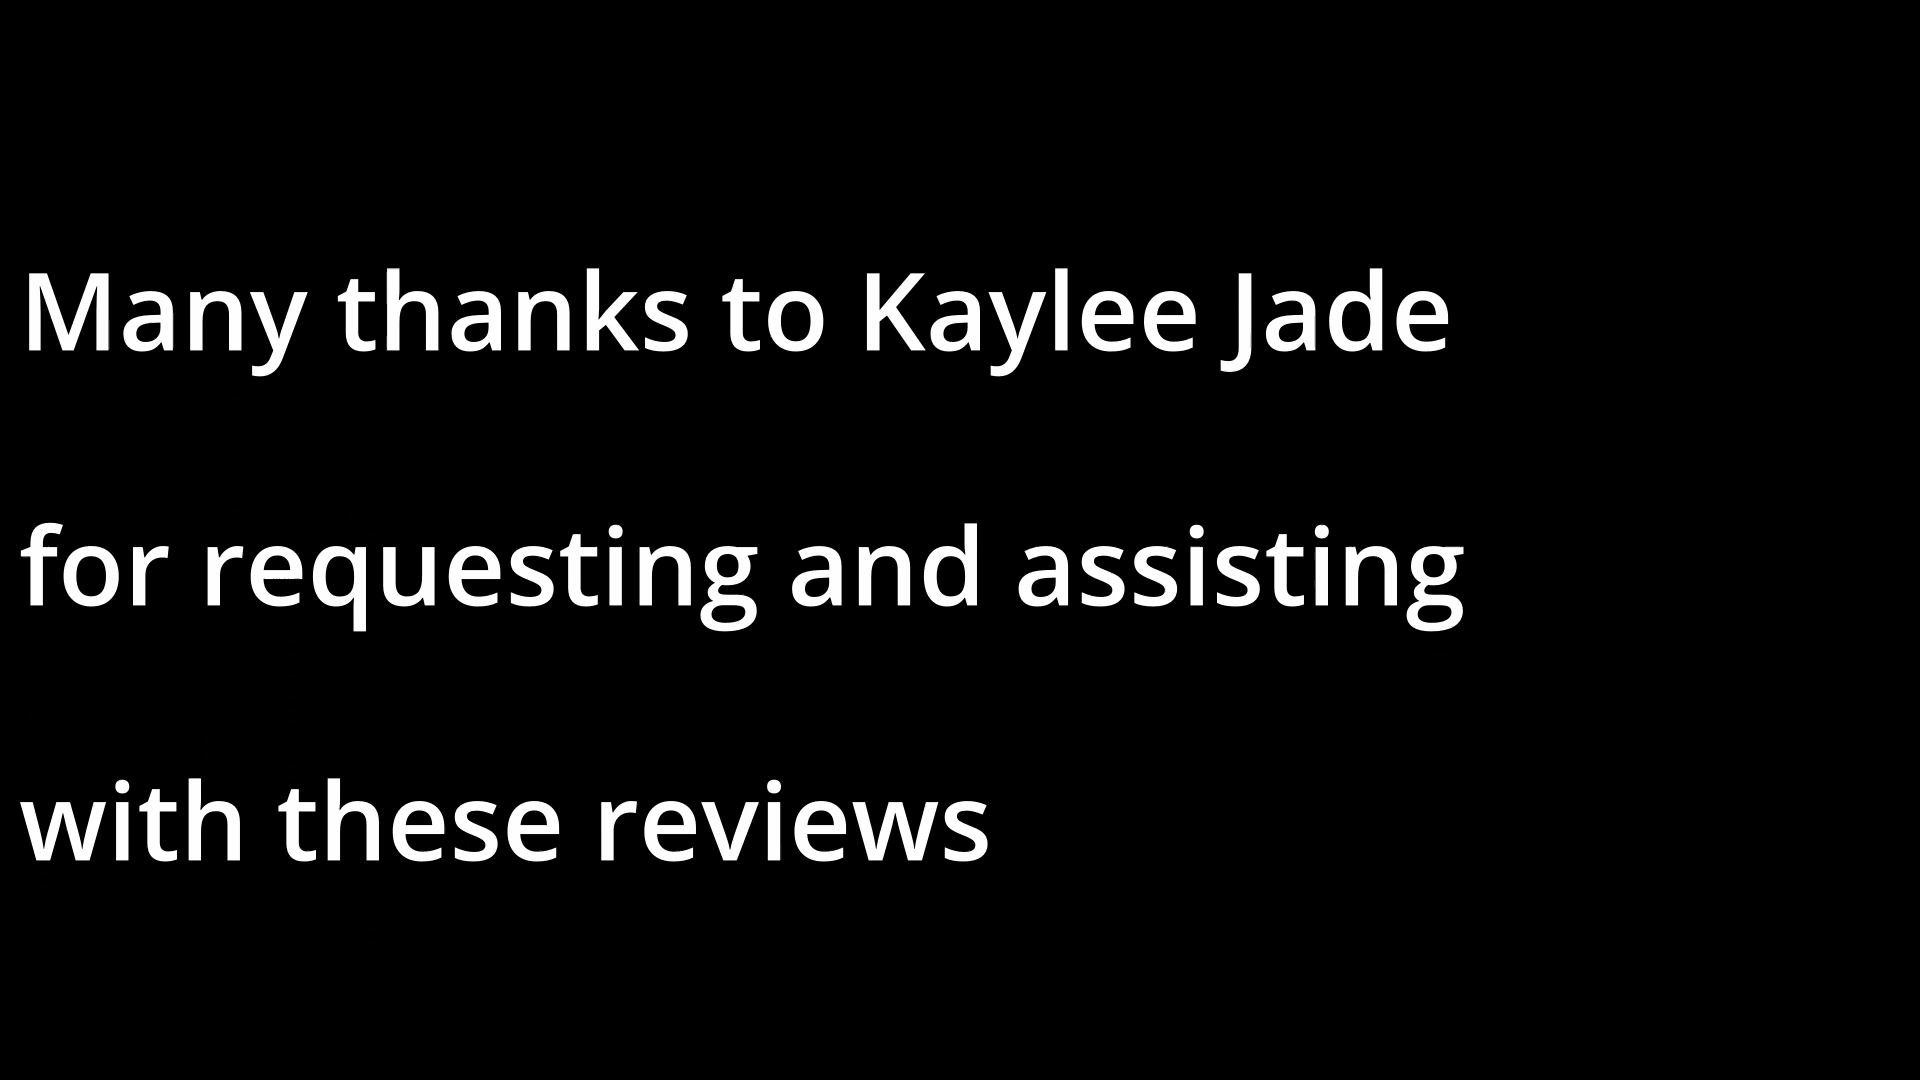 Many thanks to Kaylee Jade
for requesting and assisting
with these reviews